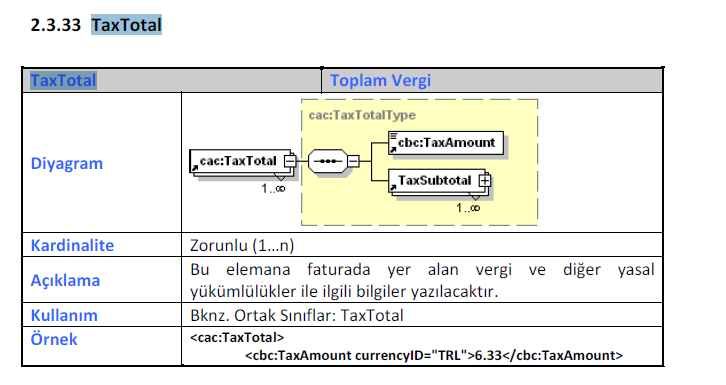 2.3.33 TaxTotal
TaxTotal Toplam Vergi
Diyagram
cac:TaxTotalType
cac:TaxTotal
1..∞
cbc:TaxAmount
TaxSubtotal
1..∞
Kardinalite Zorunlu (1...n)
Açıklama
Bu elemana faturada yer alan vergi ve diğer yasal
yükümlülükler ile ilgili bilgiler yazılacaktır.
Kullanım Bknz. Ortak Sınıflar: TaxTotal
Örnek <cac:TaxTotal>
<cbc:TaxAmount currencyID="TRL">6.33</cbc:TaxAmount>